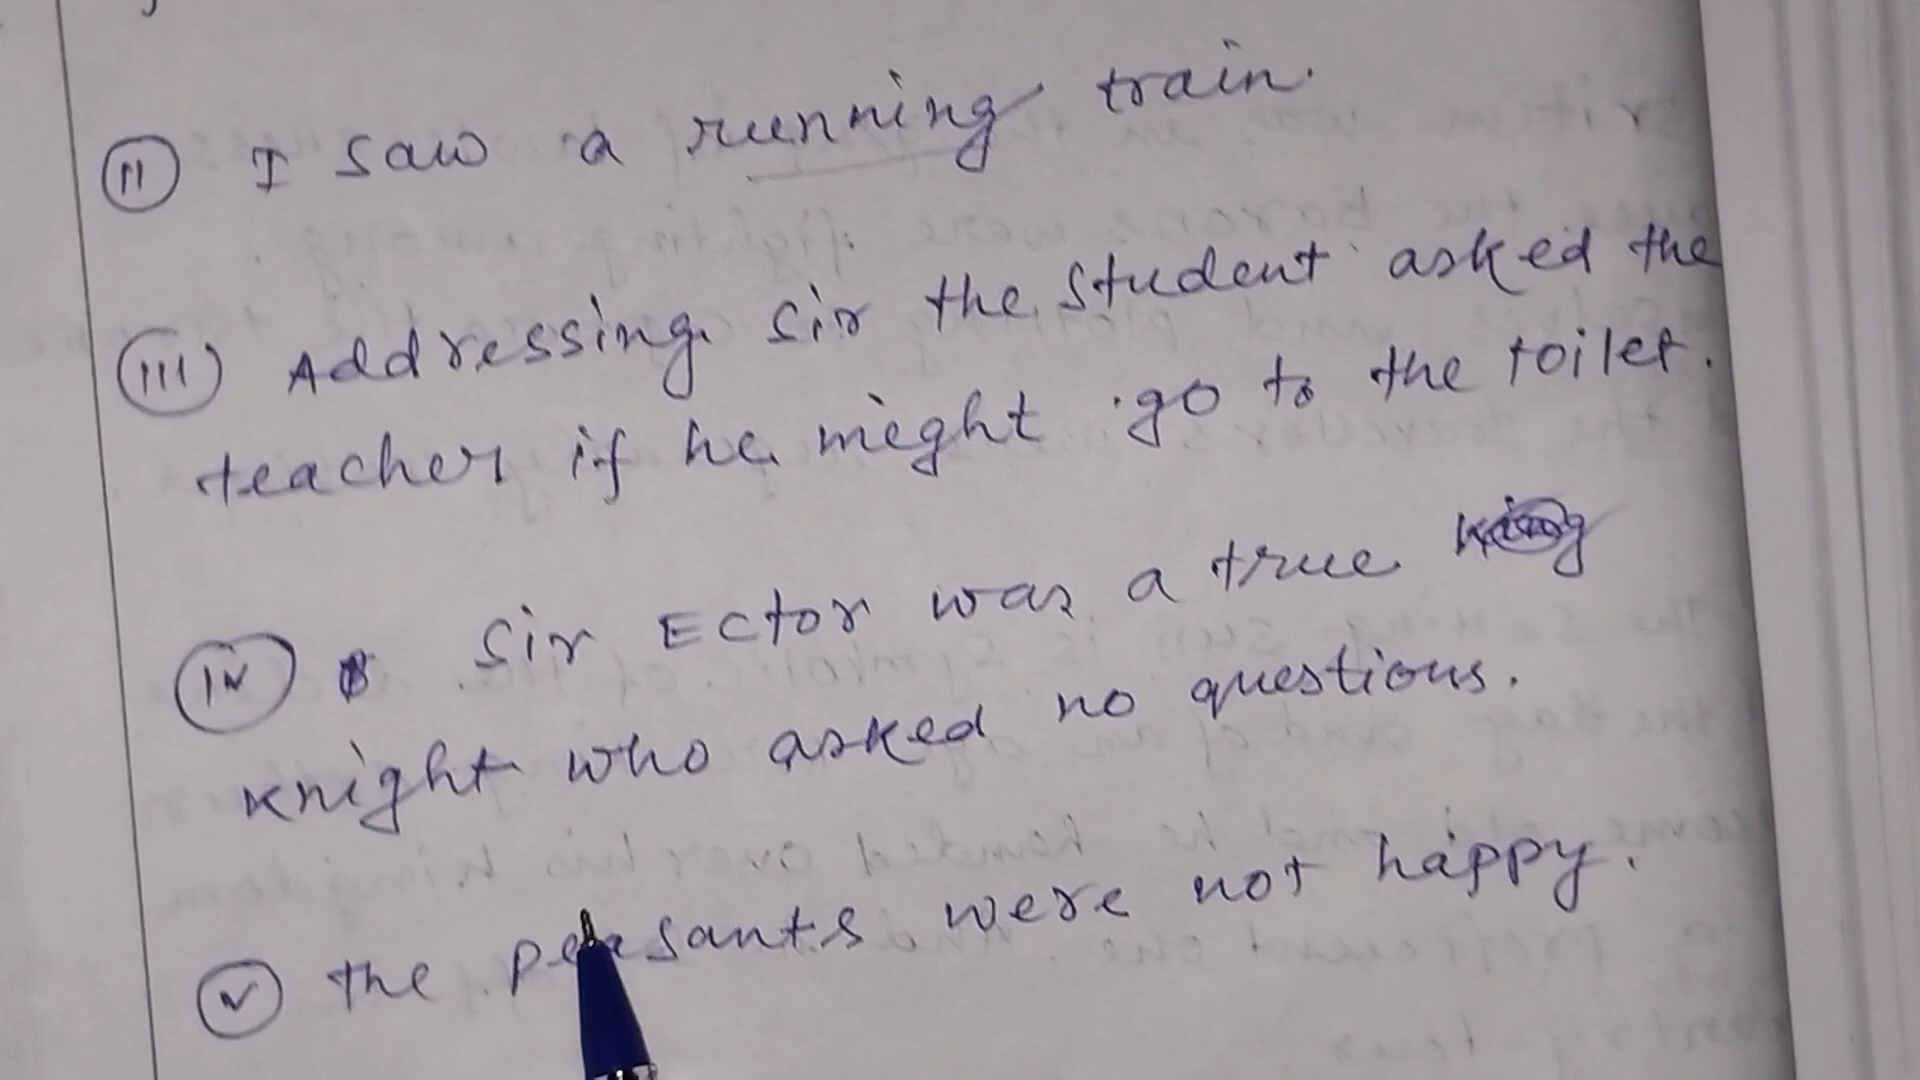 (II) I saw a running train.
(III) Addressing Sir the student asked the
teacher if he might go to the toilet.
(IV) Sir Ector was a true
knight who asked no questions.
(V) the peasants were not happy.